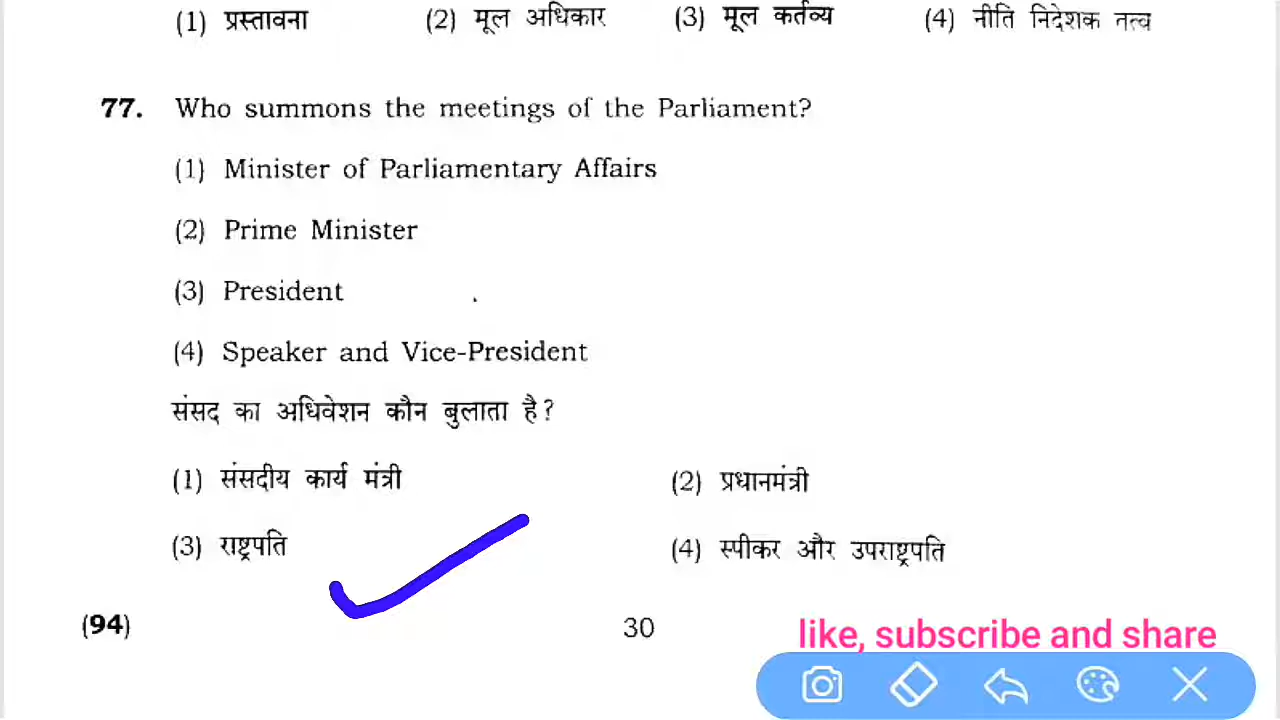 (1) प्रस्तावना (2) मूल अधिकार (3) मूल कर्तव्य (4) नीति निदेशक तत्त्व
77. Who summons the meetings of the Parliament?
(1) Minister of Parliamentary Affairs
(2) Prime Minister
(3) President
(4) Speaker and Vice-President
संसद का अधिवेशन कौन बुलाता है?
(1) संसदीय कार्य मंत्री (2) प्रधानमंत्री
(3) राष्ट्रपति (4) स्पीकर और उपराष्ट्रपति
(94) 30
like, subscribe and share